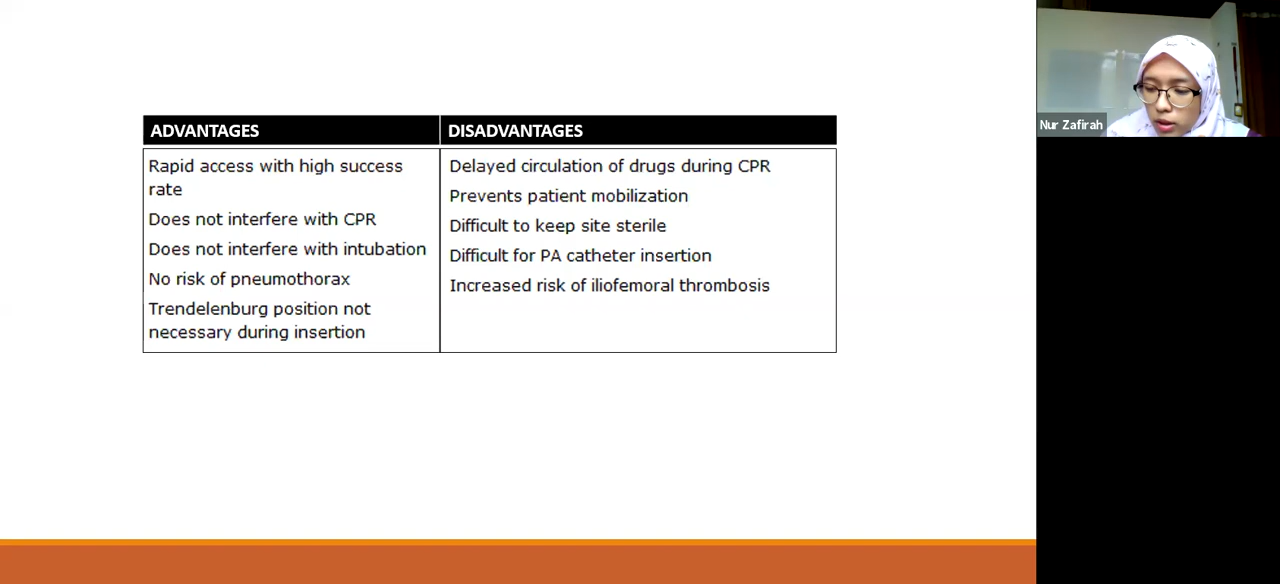 ADVANTAGES
DISADVANTAGES
Rapid access with high success
rate
Does not interfere with CPR
Does not interfere with intubation
No risk of pneumothorax
Trendelenburg position not
necessary during insertion
Delayed circulation of drugs during CPR
Prevents patient mobilization
Difficult to keep site sterile
Difficult for PA catheter insertion
Increased risk of iliofemoral thrombosis
Nur Zafirah